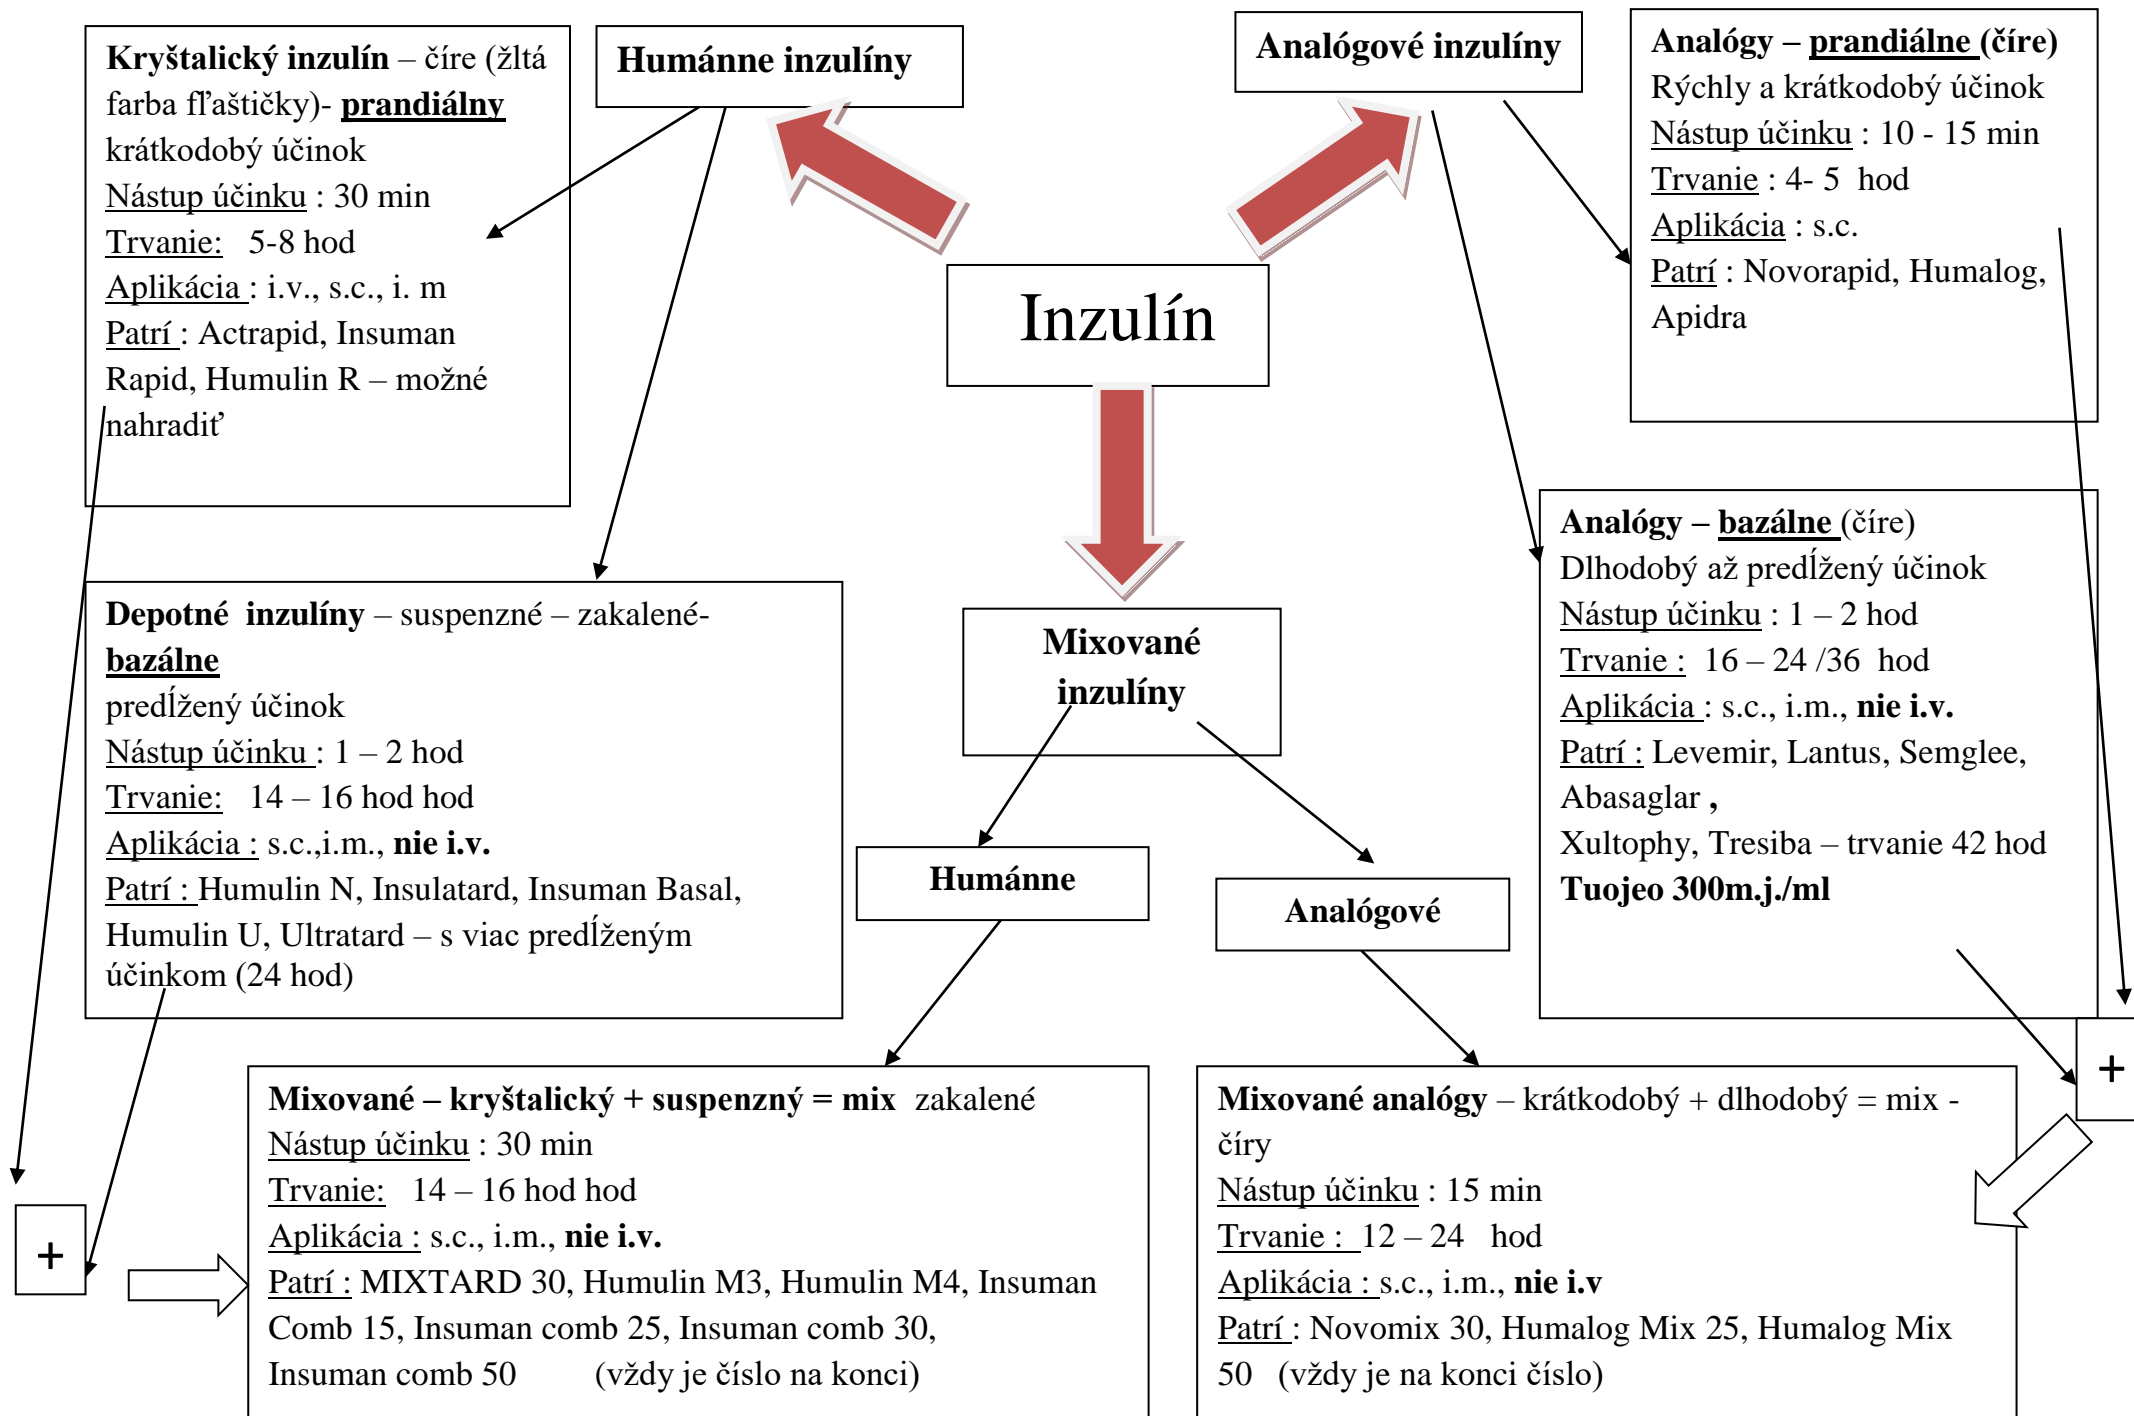 Kryštalický inzulín – číre (žltá
farba fľaštičky)- prandiálny
krátkodobý účinok
Nástup účinku : 30 min
Trvanie: 5-8 hod
Aplikácia : i.v., s.c., i. m
Patrí : Actrapid, Insuman
Rapid, Humulin R – možné
nahradiť
Humánne inzulíny
Analógové inzulíny
Analógy – prandiálne (číre)
Rýchly a krátkodobý účinok
Nástup účinku : 10 - 15 min
Trvanie : 4- 5 hod
Aplikácia : s.c.
Patrí : Novorapid, Humalog,
Apidra
Inzulín
Depotné inzulíny – suspenzné – zakalené-
bazálne
predĺžený účinok
Nástup účinku : 1 – 2 hod
Trvanie: 14 – 16 hod hod
Aplikácia : s.c.,i.m., nie i.v.
Patrí : Humulin N, Insulatard, Insuman Basal,
Humulin U, Ultratard – s viac predĺženým
účinkom (24 hod)
Mixované
inzulíny
Analógy – bazálne (číre)
Dlhodobý až predĺžený účinok
Nástup účinku : 1 – 2 hod
Trvanie : 16 – 24 /36 hod
Aplikácia : s.c., i.m., nie i.v.
Patrí : Levemir, Lantus, Semglee,
Abasaglar ,
Xultophy, Tresiba – trvanie 42 hod
Tuojeo 300m.j./ml
Humánne
Analógové
+
Mixované – kryštalický + suspenzný = mix zakalené
Nástup účinku : 30 min
Trvanie: 14 – 16 hod hod
Aplikácia : s.c., i.m., nie i.v.
Patrí : MIXTARD 30, Humulin M3, Humulin M4, Insuman
Comb 15, Insuman comb 25, Insuman comb 30,
Insuman comb 50 (vždy je číslo na konci)
Mixované analógy – krátkodobý + dlhodobý = mix -
číry
Nástup účinku : 15 min
Trvanie : 12 – 24 hod
Aplikácia : s.c., i.m., nie i.v
Patrí : Novomix 30, Humalog Mix 25, Humalog Mix
50 (vždy je na konci číslo)
+